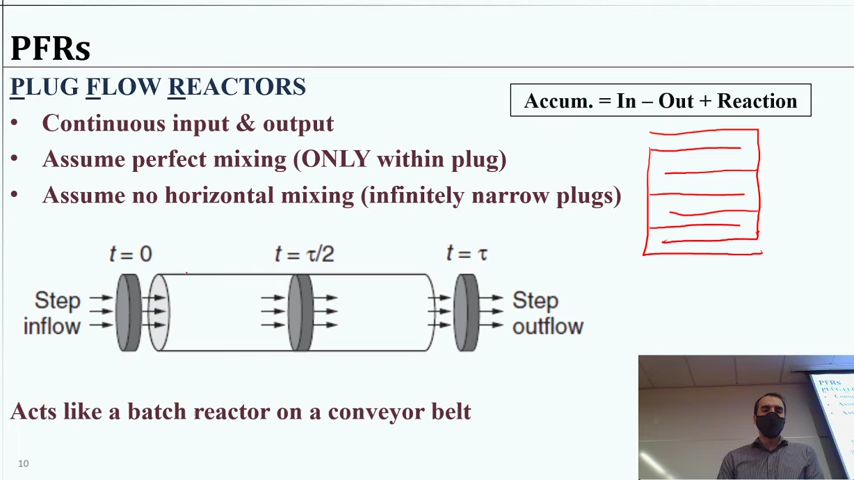 PFRs
PLUG FLOW REACTORS
Accum. = In – Out + Reaction
• Continuous input & output
• Assume perfect mixing (ONLY within plug)
• Assume no horizontal mixing (infinitely narrow plugs)
t = 0
t = τ/2
t = τ
Step
inflow
Step
outflow
Acts like a batch reactor on a conveyor belt
10
PFRs